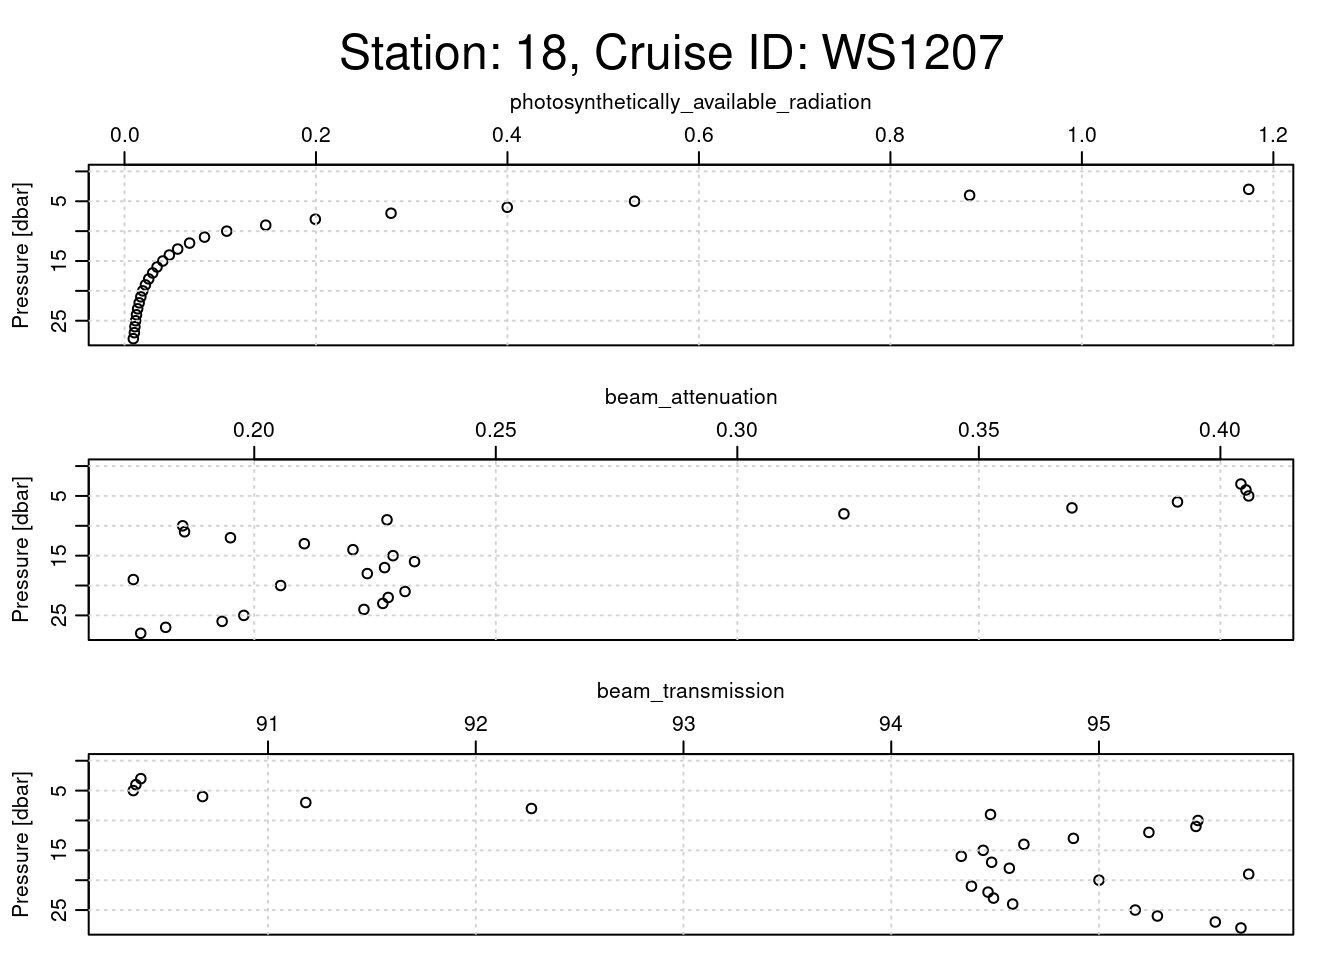 Station: 18, Cruise ID: WS1207
photosynthetically_available_radiation
0.0 0.2 0.4 0.6 0.8 1.0 1.2
Pressure [dbar]
5
15
25
beam_attenuation
0.20 0.25 0.30 0.35 0.40
Pressure [dbar]
5
15
25
beam_transmission
91 92 93 94 95
Pressure [dbar]
5
15
25